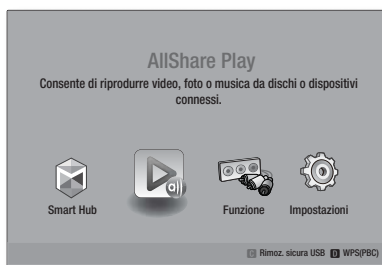 AllShare Play
Consente di riprodurre video, foto o musica da dischi o dispositivi
connessi.
Smart Hub
Funzione
Impostazioni
C Rimoz. sicura USB D WPS(PBC)